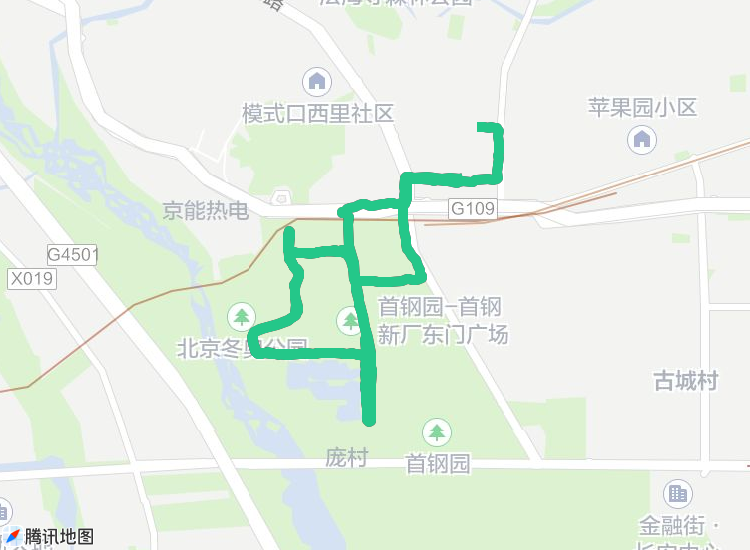 路
模式口西里社区
苹果园小区
京能热电
G109
G4501
X019
首钢园-首钢
新厂东门广场
北京冬奥公园
古城村
庞村
首钢园
金融街·
腾讯地图